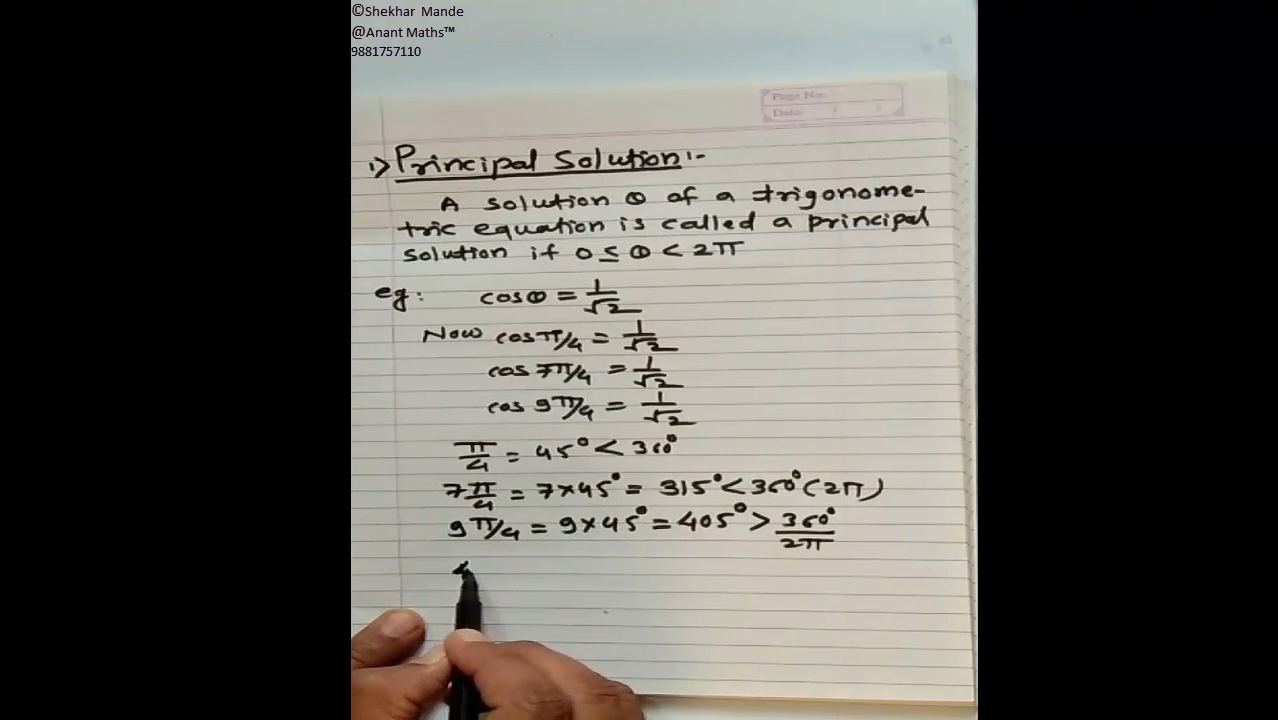 ©Shekhar Mande
@Anant Maths™
9881757110
Page No:
Date:
1) Principal Solution :-
A solution θ of a trigonome-
tric equation is called a principal
solution if 0 ≤ θ < 2π
eg: cosθ = 1/√2
Now cos π/4 = 1/√2
cos 7π/4 = 1/√2
cos 9π/4 = 1/√2
π/4 = 45° < 360°
7π/4 = 7×45° = 315° < 360° (2π)
9π/4 = 9×45° = 405° > 360°/2π